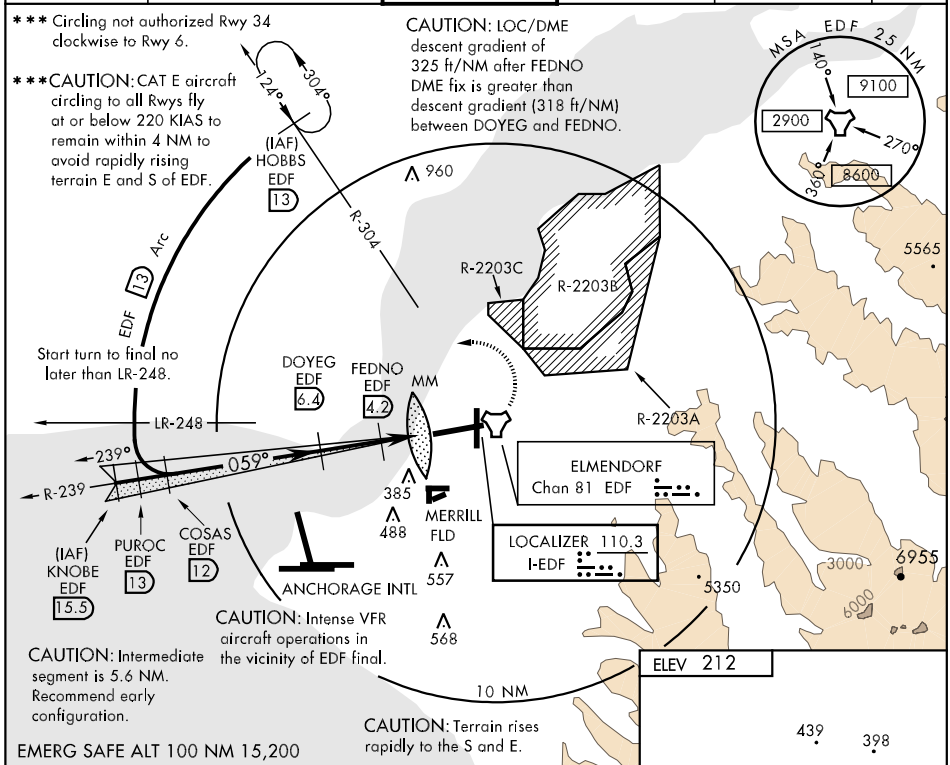 *** Circling not authorized Rwy 34
clockwise to Rwy 6.
***CAUTION: CAT E aircraft
circling to all Rwys fly
at or below 220 KIAS to
remain within 4 NM to
avoid rapidly rising
terrain E and S of EDF.
124°
304°
(IAF)
HOBBS
EDF
13
R-304
CAUTION: LOC/DME
descent gradient of
325 ft/NM after FEDNO
DME fix is greater than
descent gradient (318 ft/NM)
between DOYEG and FEDNO.
MSA EDF 25 NM
140°
9100
2900
270°
360°
8600
960
5565
R-2203C
R-2203B
R-2203A
EDF 13 Arc
Start turn to final no
later than LR-248.
LR-248
DOYEG
EDF
6.4
FEDNO
EDF
4.2
MM
239°
059°
R-239
(IAF)
KNOBE
EDF
15.5
PUROC
EDF
13
COSAS
EDF
12
385
488
MERRILL
FLD
557
568
ANCHORAGE INTL
ELMENDORF
Chan 81 EDF
LOCALIZER 110.3
I-EDF
5350
3000
6955
6000
CAUTION: Intense VFR
aircraft operations in
the vicinity of EDF final.
CAUTION: Intermediate
segment is 5.6 NM.
Recommend early
configuration.
10 NM
CAUTION: Terrain rises
rapidly to the S and E.
EMERG SAFE ALT 100 NM 15,200
ELEV 212
439
398